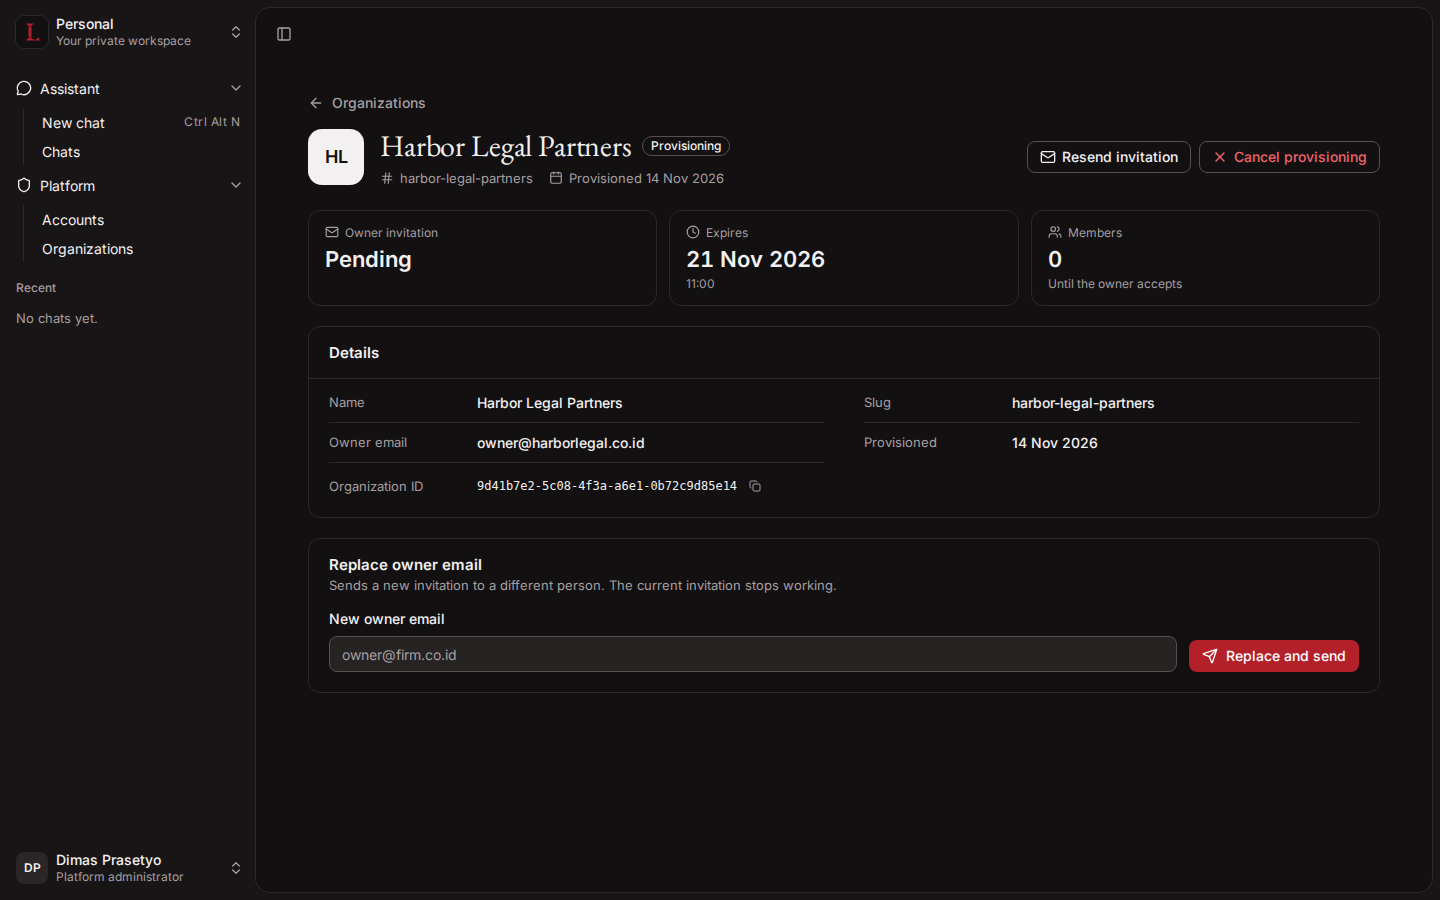 L
Personal
Your private workspace
Assistant
New chat
Ctrl Alt N
Chats
Platform
Accounts
Organizations
Recent
No chats yet.
DP
Dimas Prasetyo
Platform administrator
Organizations
HL
Harbor Legal Partners
Provisioning
harbor-legal-partners
Provisioned 14 Nov 2026
Resend invitation
Cancel provisioning
Owner invitation
Pending
Expires
21 Nov 2026
11:00
Members
0
Until the owner accepts
Details
Name
Harbor Legal Partners
Slug
harbor-legal-partners
Owner email
owner@harborlegal.co.id
Provisioned
14 Nov 2026
Organization ID
9d41b7e2-5c08-4f3a-a6e1-0b72c9d85e14
Replace owner email
Sends a new invitation to a different person. The current invitation stops working.
New owner email
owner@firm.co.id
Replace and send